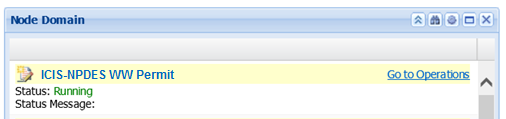 Node Domain
ICIS-NPDES WW Permit Go to Operations
Status: Running
Status Message: